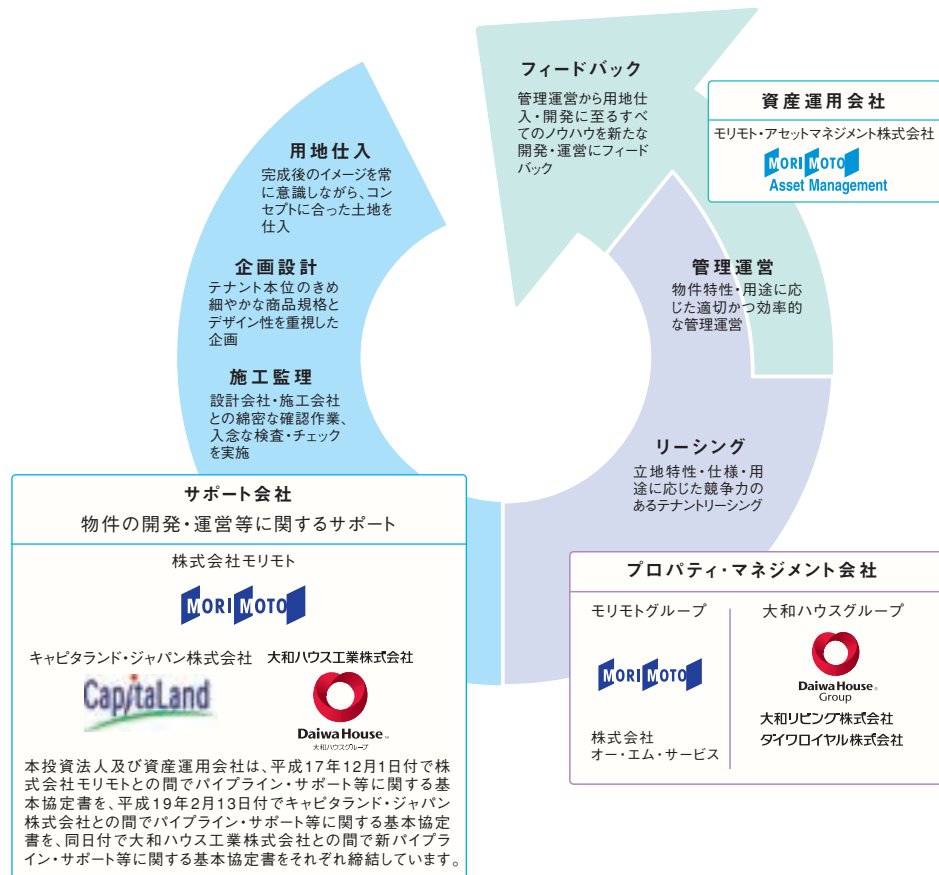 フィードバック
管理運営から用地仕
入・開発に至るすべ
てのノウハウを新たな
開発・運営にフィード
バック
資産運用会社
モリモト・アセットマネジメント株式会社
MORIMOTO
Asset Management
用地仕入
完成後のイメージを常
に意識しながら、コン
セプトに合った土地を
仕入
企画設計
テナント本位のきめ
細やかな商品規格と
デザイン性を重視した
企画
施工監理
設計会社・施工会社
との綿密な確認作業、
入念な検査・チェック
を実施
管理運営
物件特性・用途に応
じた適切かつ効率的
な管理運営
リーシング
立地特性・仕様・用
途に応じた競争力の
あるテナントリーシング
サポート会社
物件の開発・運営等に関するサポート
株式会社モリモト
MORIMOTO
キャピタランド・ジャパン株式会社
CapitaLand
大和ハウス工業株式会社
Daiwa House
大和ハウスグループ
本投資法人及び資産運用会社は、平成17年12月1日付で株
式会社モリモトとの間でパイプライン・サポート等に関する基
本協定書を、平成19年2月13日付でキャピタランド・ジャパン
株式会社との間でパイプライン・サポート等に関する基本協定
書を、同日付で大和ハウス工業株式会社との間で新パイプラ
イン・サポート等に関する基本協定書をそれぞれ締結しています。
プロパティ・マネジメント会社
モリモトグループ
MORIMOTO
株式会社
オー・エム・サービス
大和ハウスグループ
Daiwa House
Group
大和リビング株式会社
ダイワロイヤル株式会社